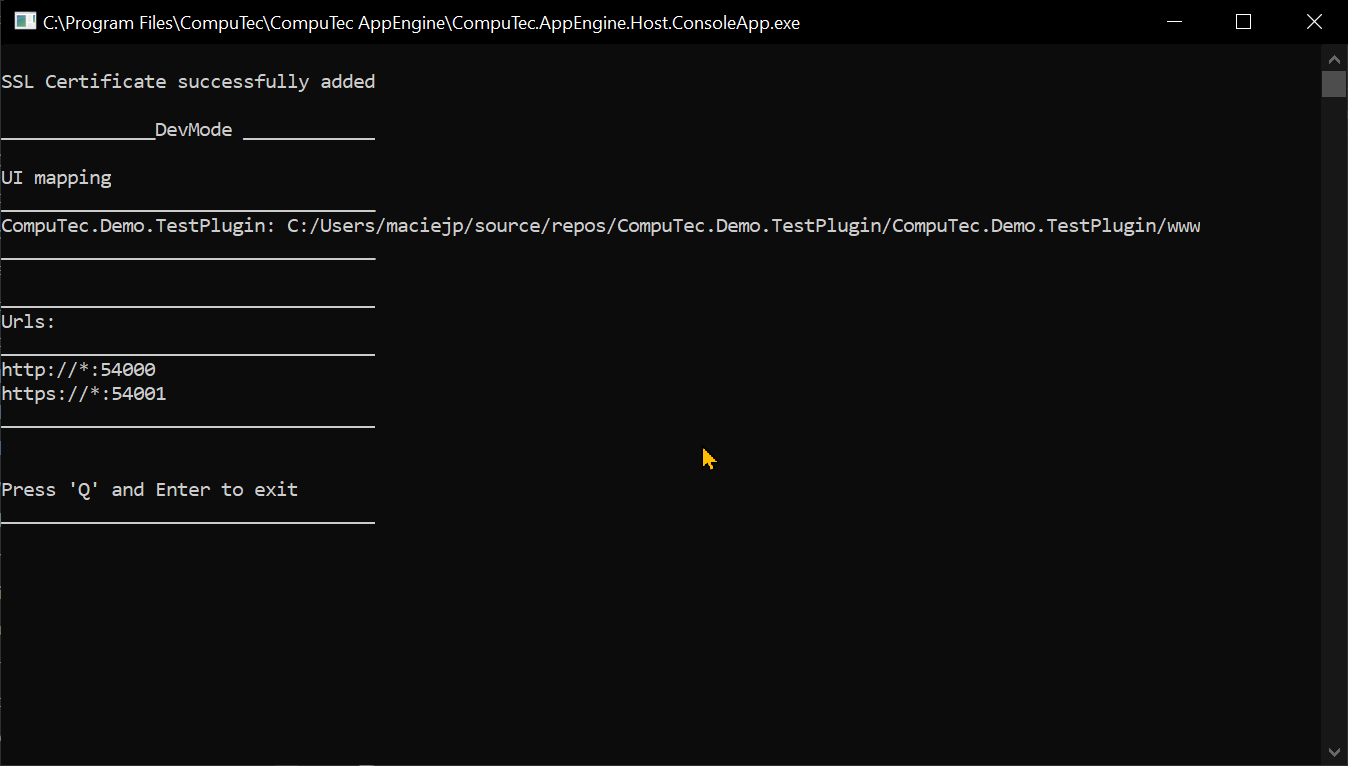 C:\Program Files\CompuTec\CompuTec AppEngine\CompuTec.AppEngine.Host.ConsoleApp.exe
SSL Certificate successfully added
______________DevMode ____________
UI mapping
__________________________________
CompuTec.Demo.TestPlugin: C:/Users/maciejp/source/repos/CompuTec.Demo.TestPlugin/CompuTec.Demo.TestPlugin/www
__________________________________
__________________________________
Urls:
__________________________________
http://*:54000
https://*:54001
__________________________________
Press 'Q' and Enter to exit
__________________________________